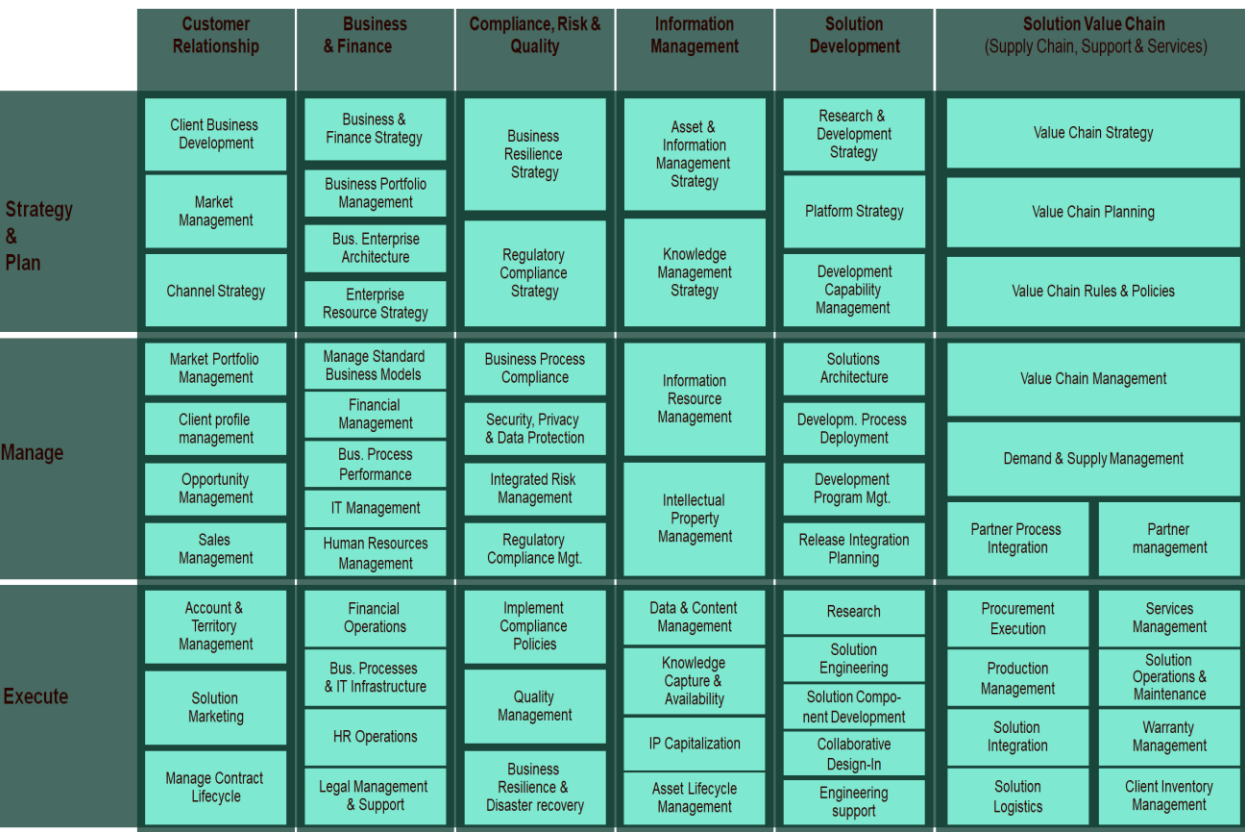 Customer
Relationship
Business
& Finance
Compliance, Risk &
Quality
Information
Management
Solution
Development
Solution Value Chain
(Supply Chain, Support & Services)
Strategy
&
Plan
Client Business
Development
Market
Management
Channel Strategy
Business &
Finance Strategy
Business Portfolio
Management
Bus. Enterprise
Architecture
Enterprise
Resource Strategy
Business
Resilience
Strategy
Regulatory
Compliance
Strategy
Asset &
Information
Management
Strategy
Knowledge
Management
Strategy
Research &
Development
Strategy
Platform Strategy
Development
Capability
Management
Value Chain Strategy
Value Chain Planning
Value Chain Rules & Policies
Manage
Market Portfolio
Management
Client profile
management
Opportunity
Management
Sales
Management
Manage Standard
Business Models
Financial
Management
Bus. Process
Performance
IT Management
Human Resources
Management
Business Process
Compliance
Security, Privacy
& Data Protection
Integrated Risk
Management
Regulatory
Compliance Mgt.
Information
Resource
Management
Intellectual
Property
Management
Solutions
Architecture
Developm. Process
Deployment
Development
Program Mgt.
Release Integration
Planning
Value Chain Management
Demand & Supply Management
Partner Process
Integration
Partner
management
Execute
Account &
Territory
Management
Solution
Marketing
Manage Contract
Lifecycle
Financial
Operations
Bus. Processes
& IT Infrastructure
HR Operations
Legal Management
& Support
Implement
Compliance
Policies
Quality
Management
Business
Resilience &
Disaster recovery
Data & Content
Management
Knowledge
Capture &
Availability
IP Capitalization
Asset Lifecycle
Management
Research
Solution
Engineering
Solution Compo-
nent Development
Collaborative
Design-In
Engineering
support
Procurement
Execution
Production
Management
Solution
Integration
Solution
Logistics
Services
Management
Solution
Operations &
Maintenance
Warranty
Management
Client Inventory
Management